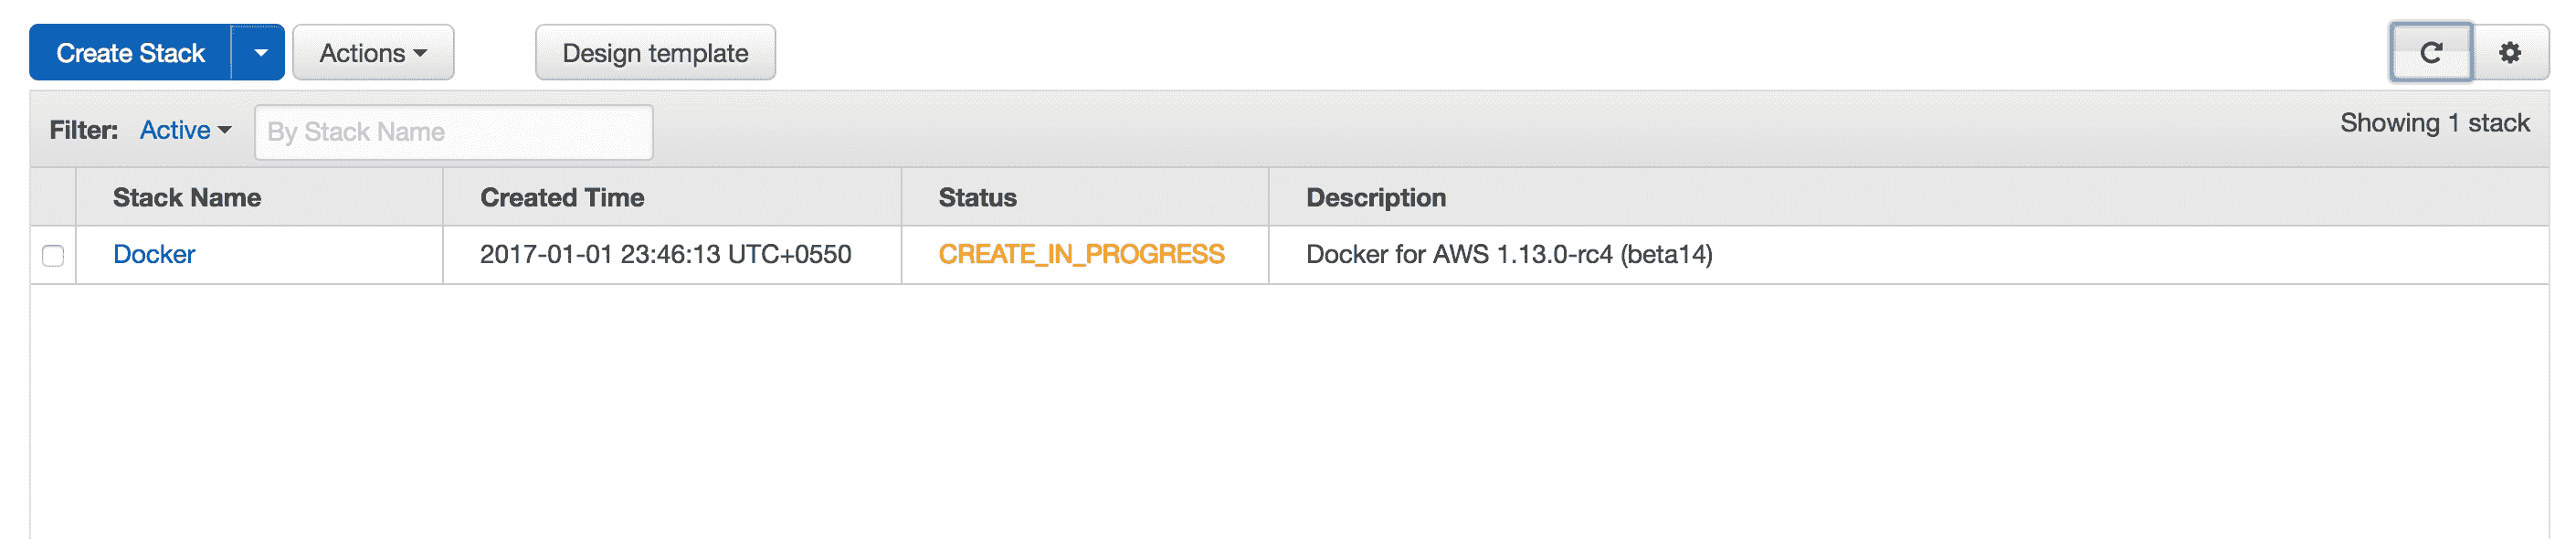 Create Stack Actions Design template
Filter: Active By Stack Name Showing 1 stack
Stack Name Created Time Status Description
Docker 2017-01-01 23:46:13 UTC+0550 CREATE_IN_PROGRESS Docker for AWS 1.13.0-rc4 (beta14)